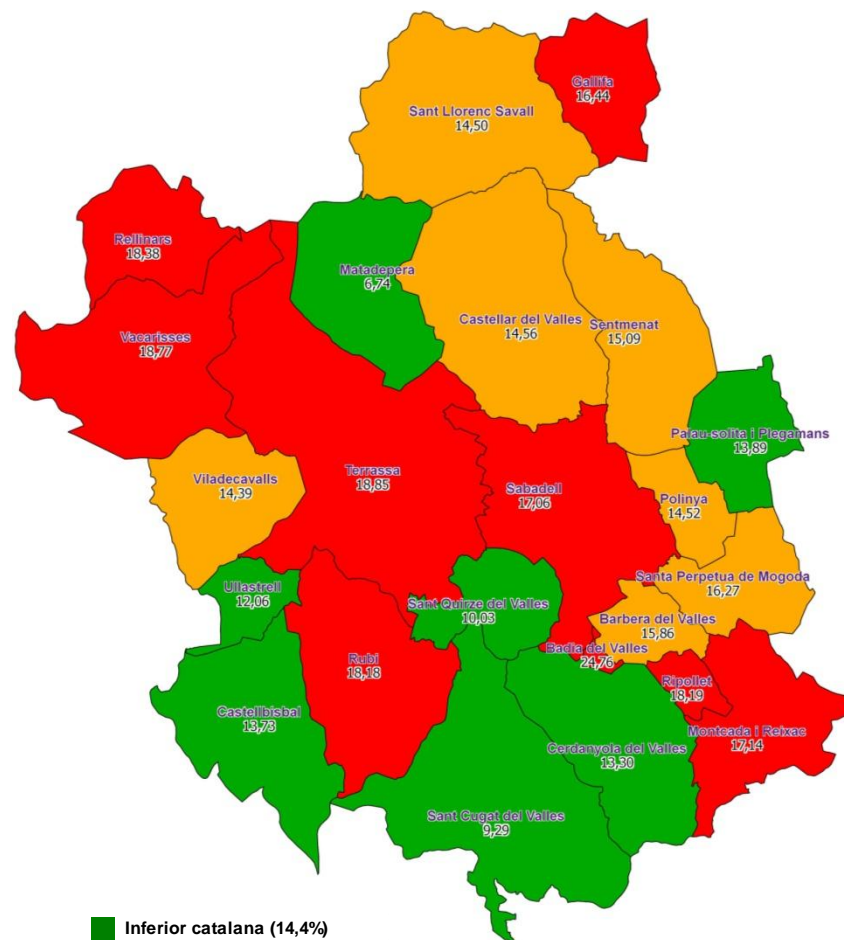 Gallifa
16,44
Sant Llorenc Savall
14,50
Rellinars
18,38
Matadepera
6,74
Castellar del Valles
14,56
Sentmenat
15,09
Vacarisses
18,77
Palau-solita i Plegamans
13,89
Viladecavalls
14,39
Terrassa
18,85
Sabadell
17,06
Polinya
14,52
Santa Perpetua de Mogoda
16,27
Ullastrell
12,06
Sant Quirze del Valles
10,03
Barbera del Valles
15,86
Badia del Valles
24,76
Rubi
18,18
Ripollet
18,19
Castellbisbal
13,73
Montcada i Reixac
17,14
Cerdanyola del Valles
13,30
Sant Cugat del Valles
9,29
Inferior catalana (14,4%)